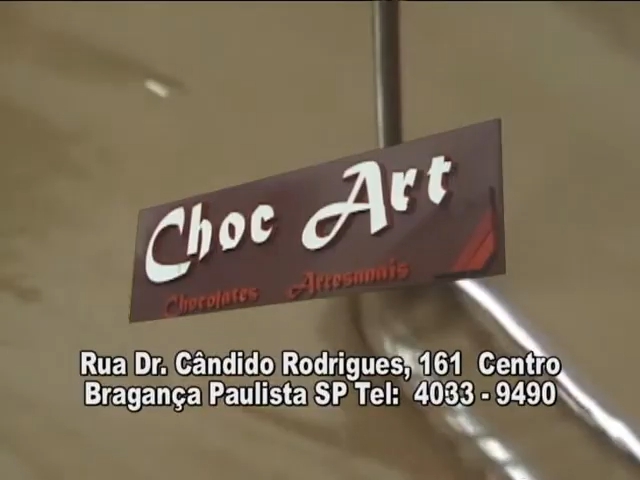 Choc Art
Chocolates Artesanais
Rua Dr. Cândido Rodrigues, 161 Centro
Bragança Paulista SP Tel: 4033 - 9490